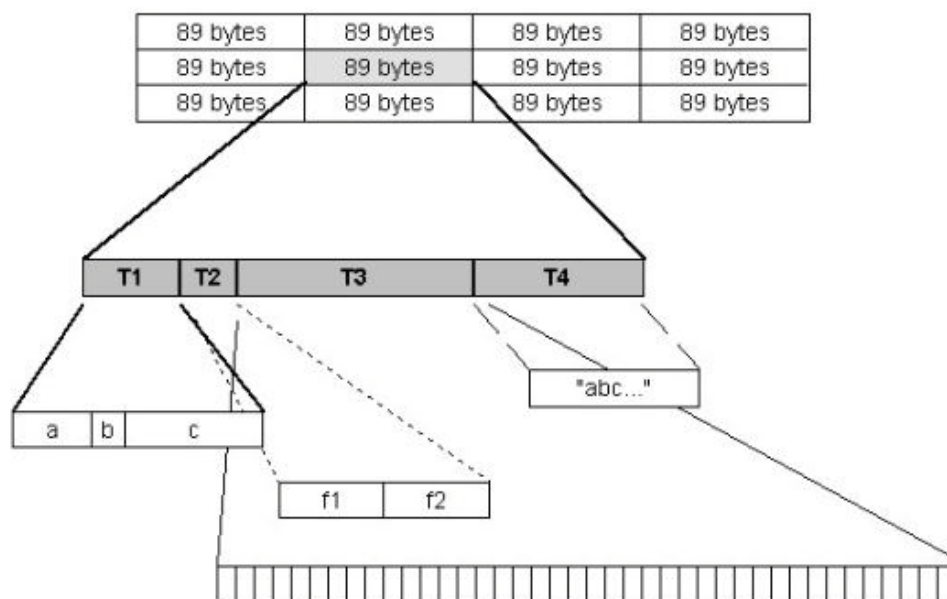 89 bytes 89 bytes 89 bytes 89 bytes
89 bytes 89 bytes 89 bytes 89 bytes
89 bytes 89 bytes 89 bytes 89 bytes
T1 T2 T3 T4
"abc..."
a b c
f1 f2